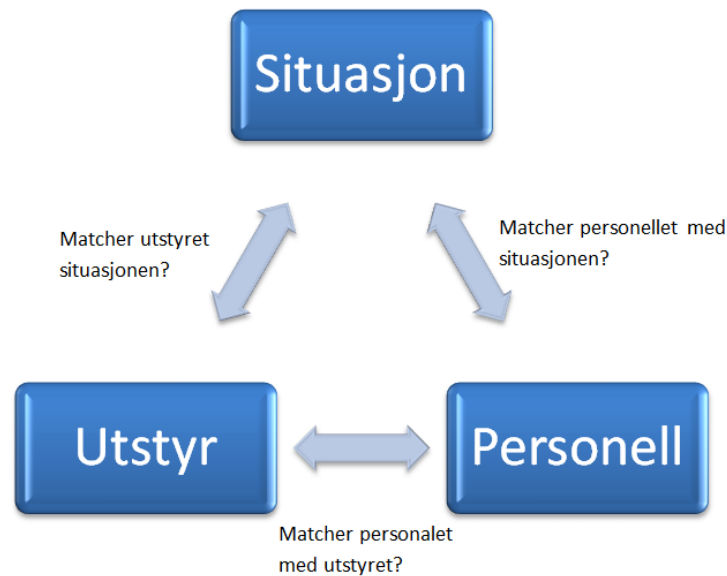 Situasjon
Matcher utstyret
situasjonen?
Matcher personellet med
situasjonen?
Utstyr
Personell
Matcher personalet
med utstyret?